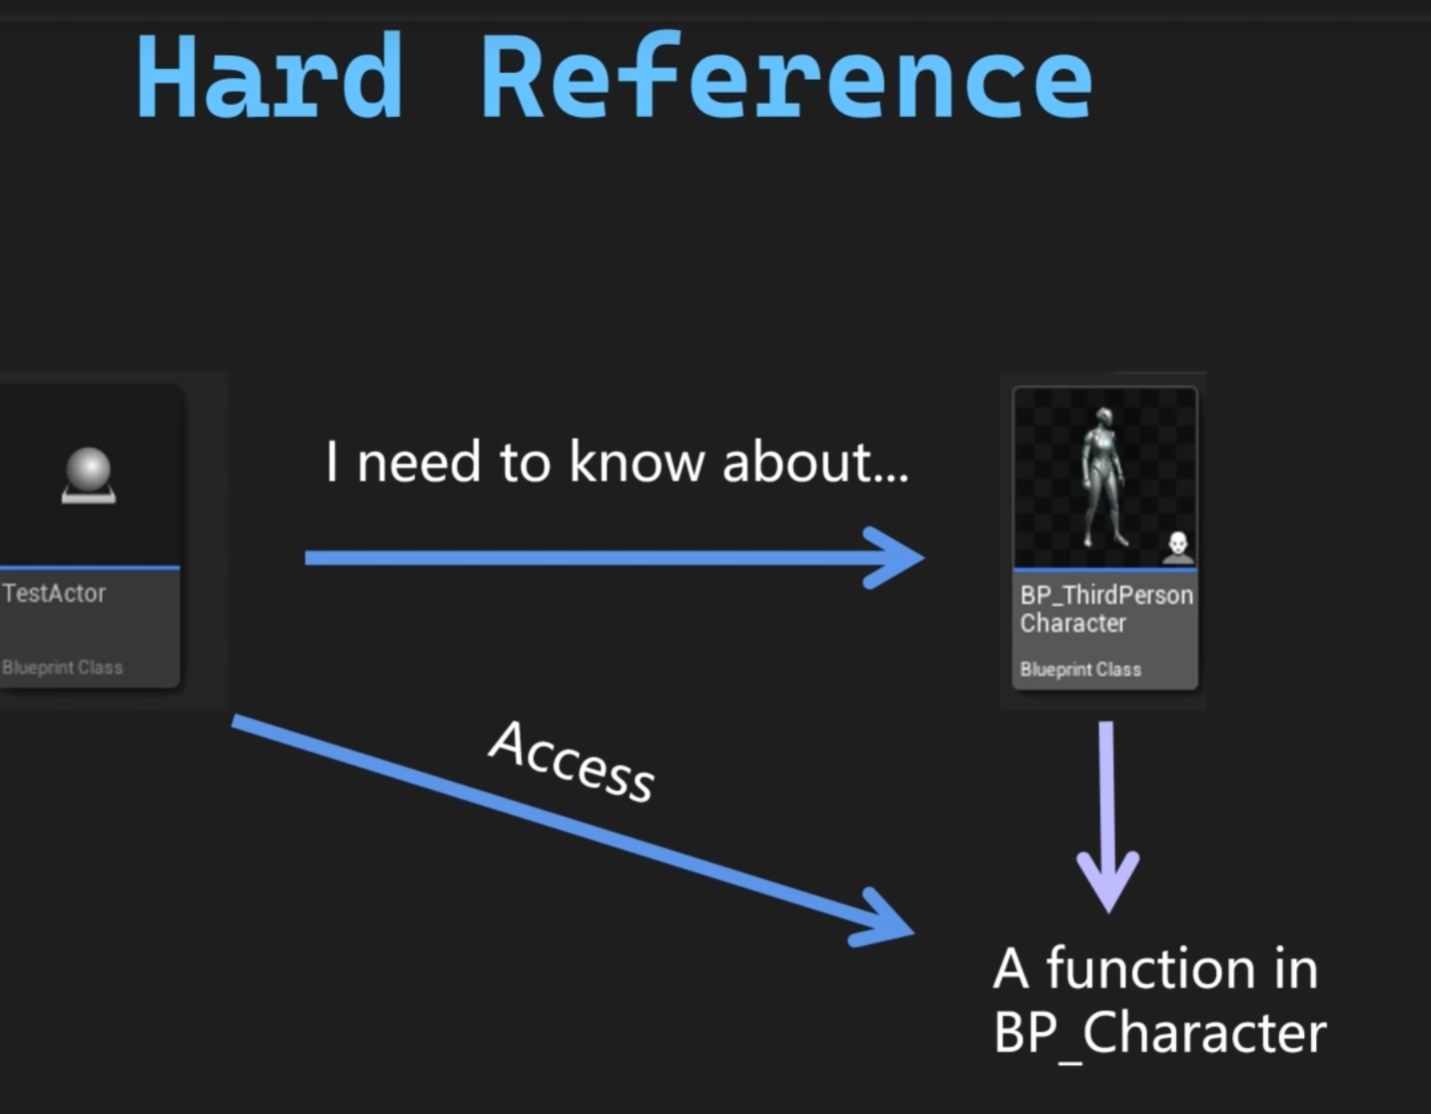 Hard Reference
I need to know about...
TestActor
Blueprint Class
BP_ThirdPerson
Character
Blueprint Class
Access
A function in
BP_Character